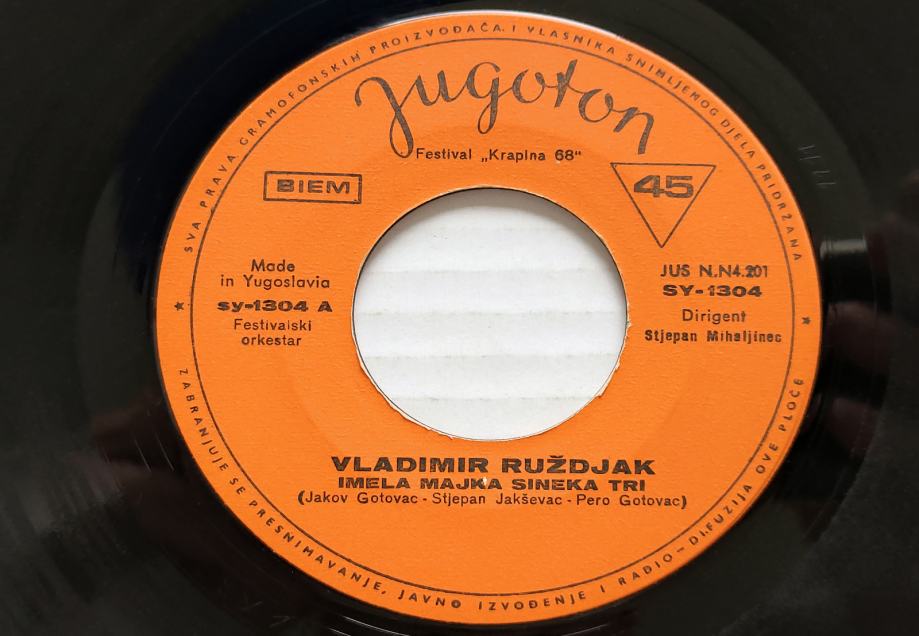 SVA PRAVA GRAMOFONSKIH PROIZVOĐAČA I VLASNIKA SNIMLJENOG DJELA PRIDRŽANA
jugoton
Festival „Krapina 68“
BIEM
45
Made
in Yugoslavia
sy-1304 A
Festivalski
orkestar
JUS N.N4.201
SY-1304
Dirigent
Stjepan Mihaljinec
VLADIMIR RUŽDJAK
IMELA MAJKA SINEKA TRI
(Jakov Gotovac - Stjepan Jakševac - Pero Gotovac)
ZABRANJUJE SE PRESNIMAVANJE, JAVNO IZVOĐENJE I RADIO-DIFUZIJA OVE PLOČE